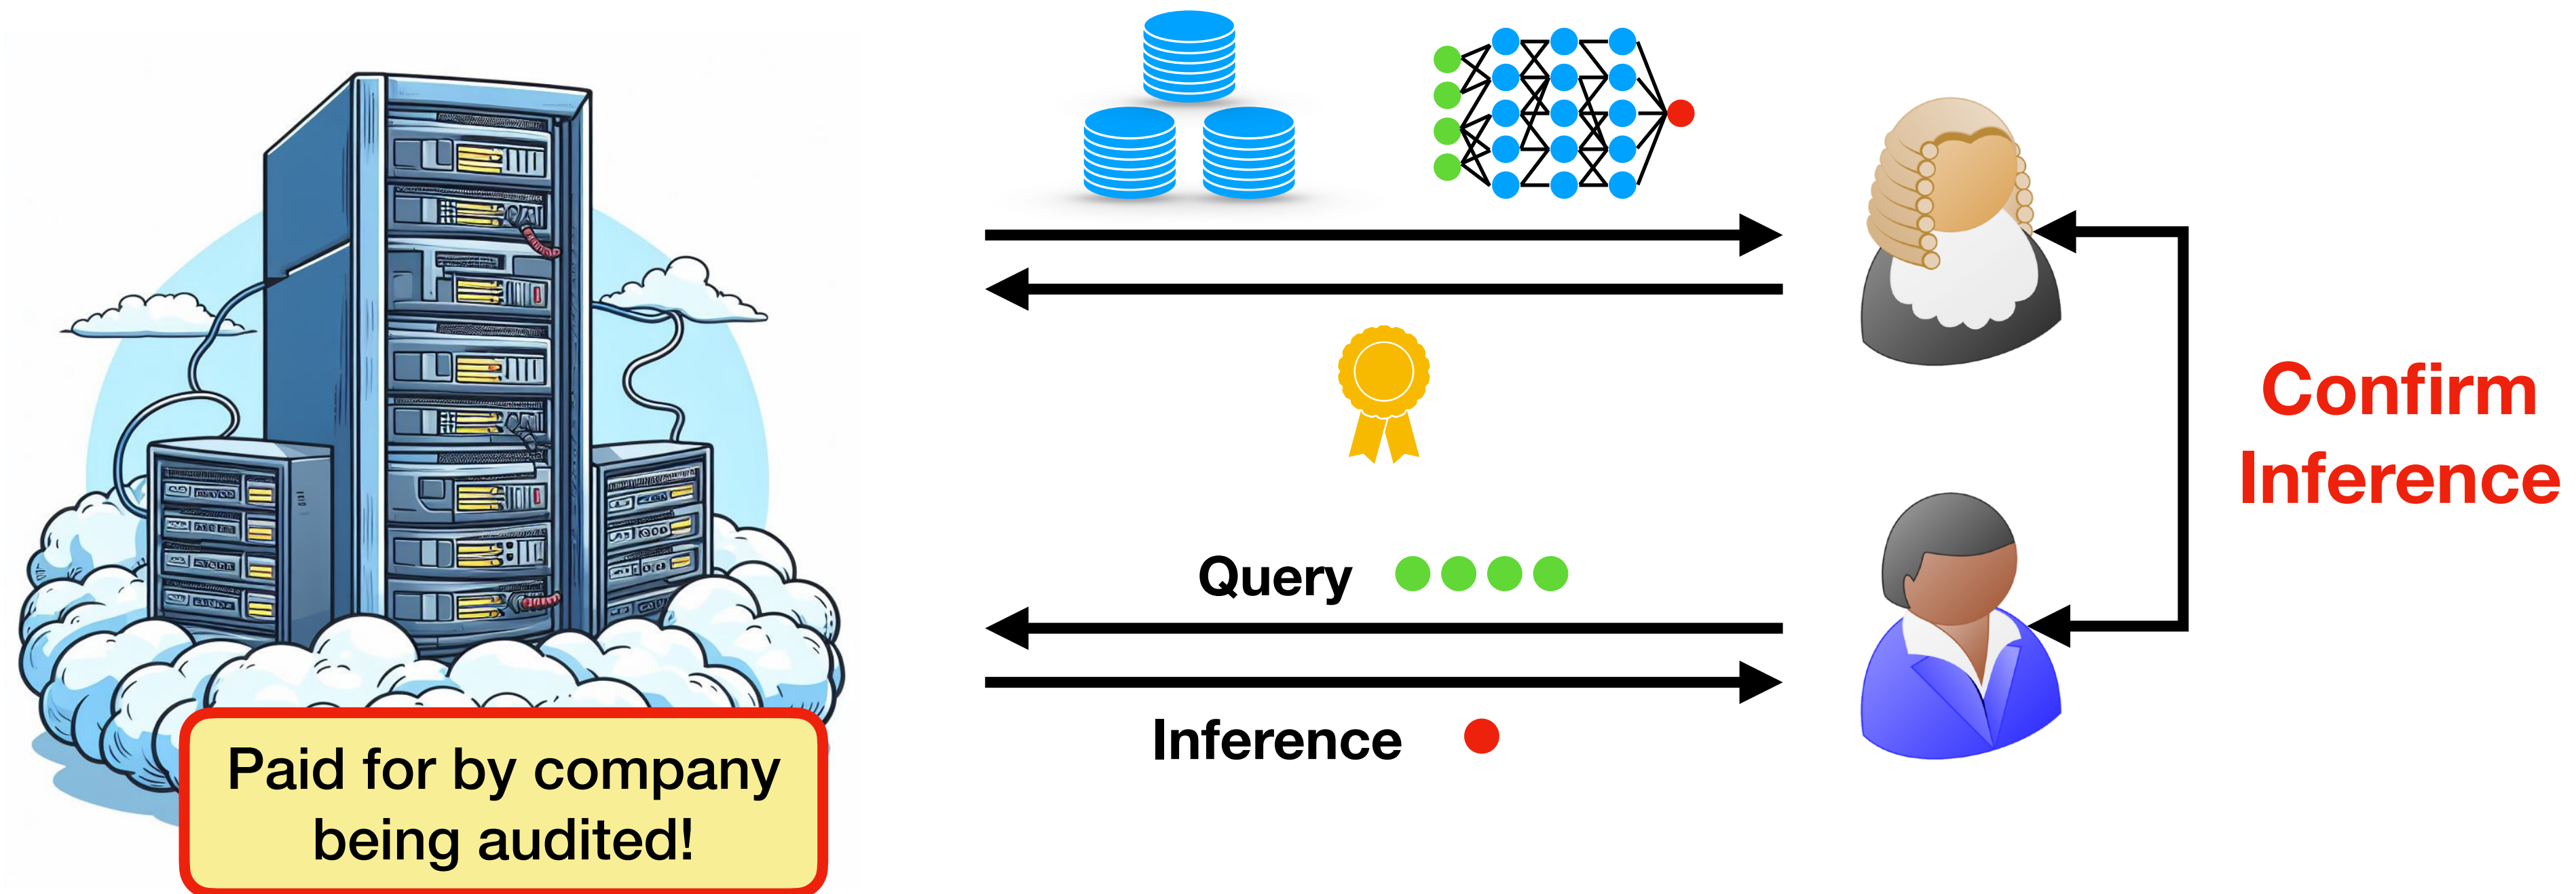 Query
Inference
Confirm
Inference
Paid for by company
being audited!